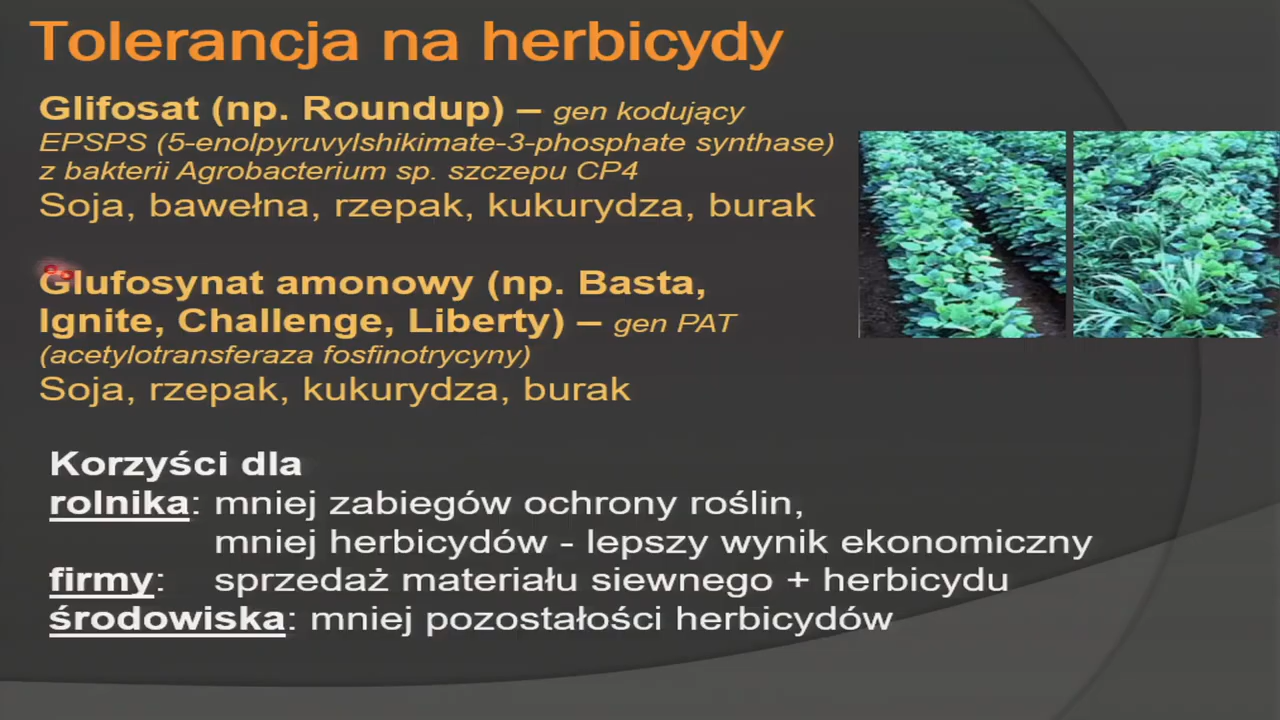 Tolerancja na herbicydy
Glifosat (np. Roundup) – gen kodujący
EPSPS (5-enolpyruvylshikimate-3-phosphate synthase)
z bakterii Agrobacterium sp. szczepu CP4
Soja, bawełna, rzepak, kukurydza, burak
Glufosynat amonowy (np. Basta,
Ignite, Challenge, Liberty) – gen PAT
(acetylotransferaza fosfinotrycyny)
Soja, rzepak, kukurydza, burak
Korzyści dla
rolnika: mniej zabiegów ochrony roślin,
mniej herbicydów - lepszy wynik ekonomiczny
firmy: sprzedaż materiału siewnego + herbicydu
środowiska: mniej pozostałości herbicydów